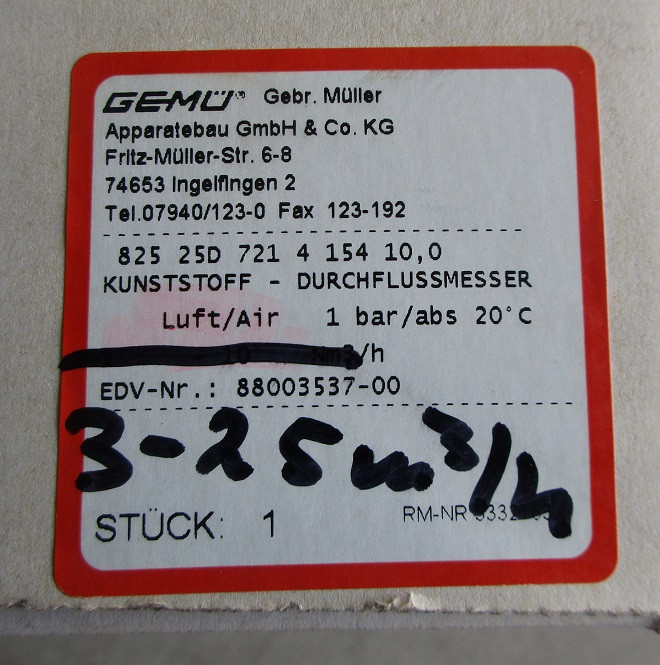 GEMÜ® Gebr. Müller
Apparatebau GmbH & Co. KG
Fritz-Müller-Str. 6-8
74653 Ingelfingen 2
Tel.07940/123-0 Fax 123-192
825 25D 721 4 154 10,0
KUNSTSTOFF - DURCHFLUSSMESSER
Luft/Air 1 bar/abs 20°C
/h
EDV-Nr.: 88003537-00
3-25 m³/h
STÜCK: 1
RM-NR